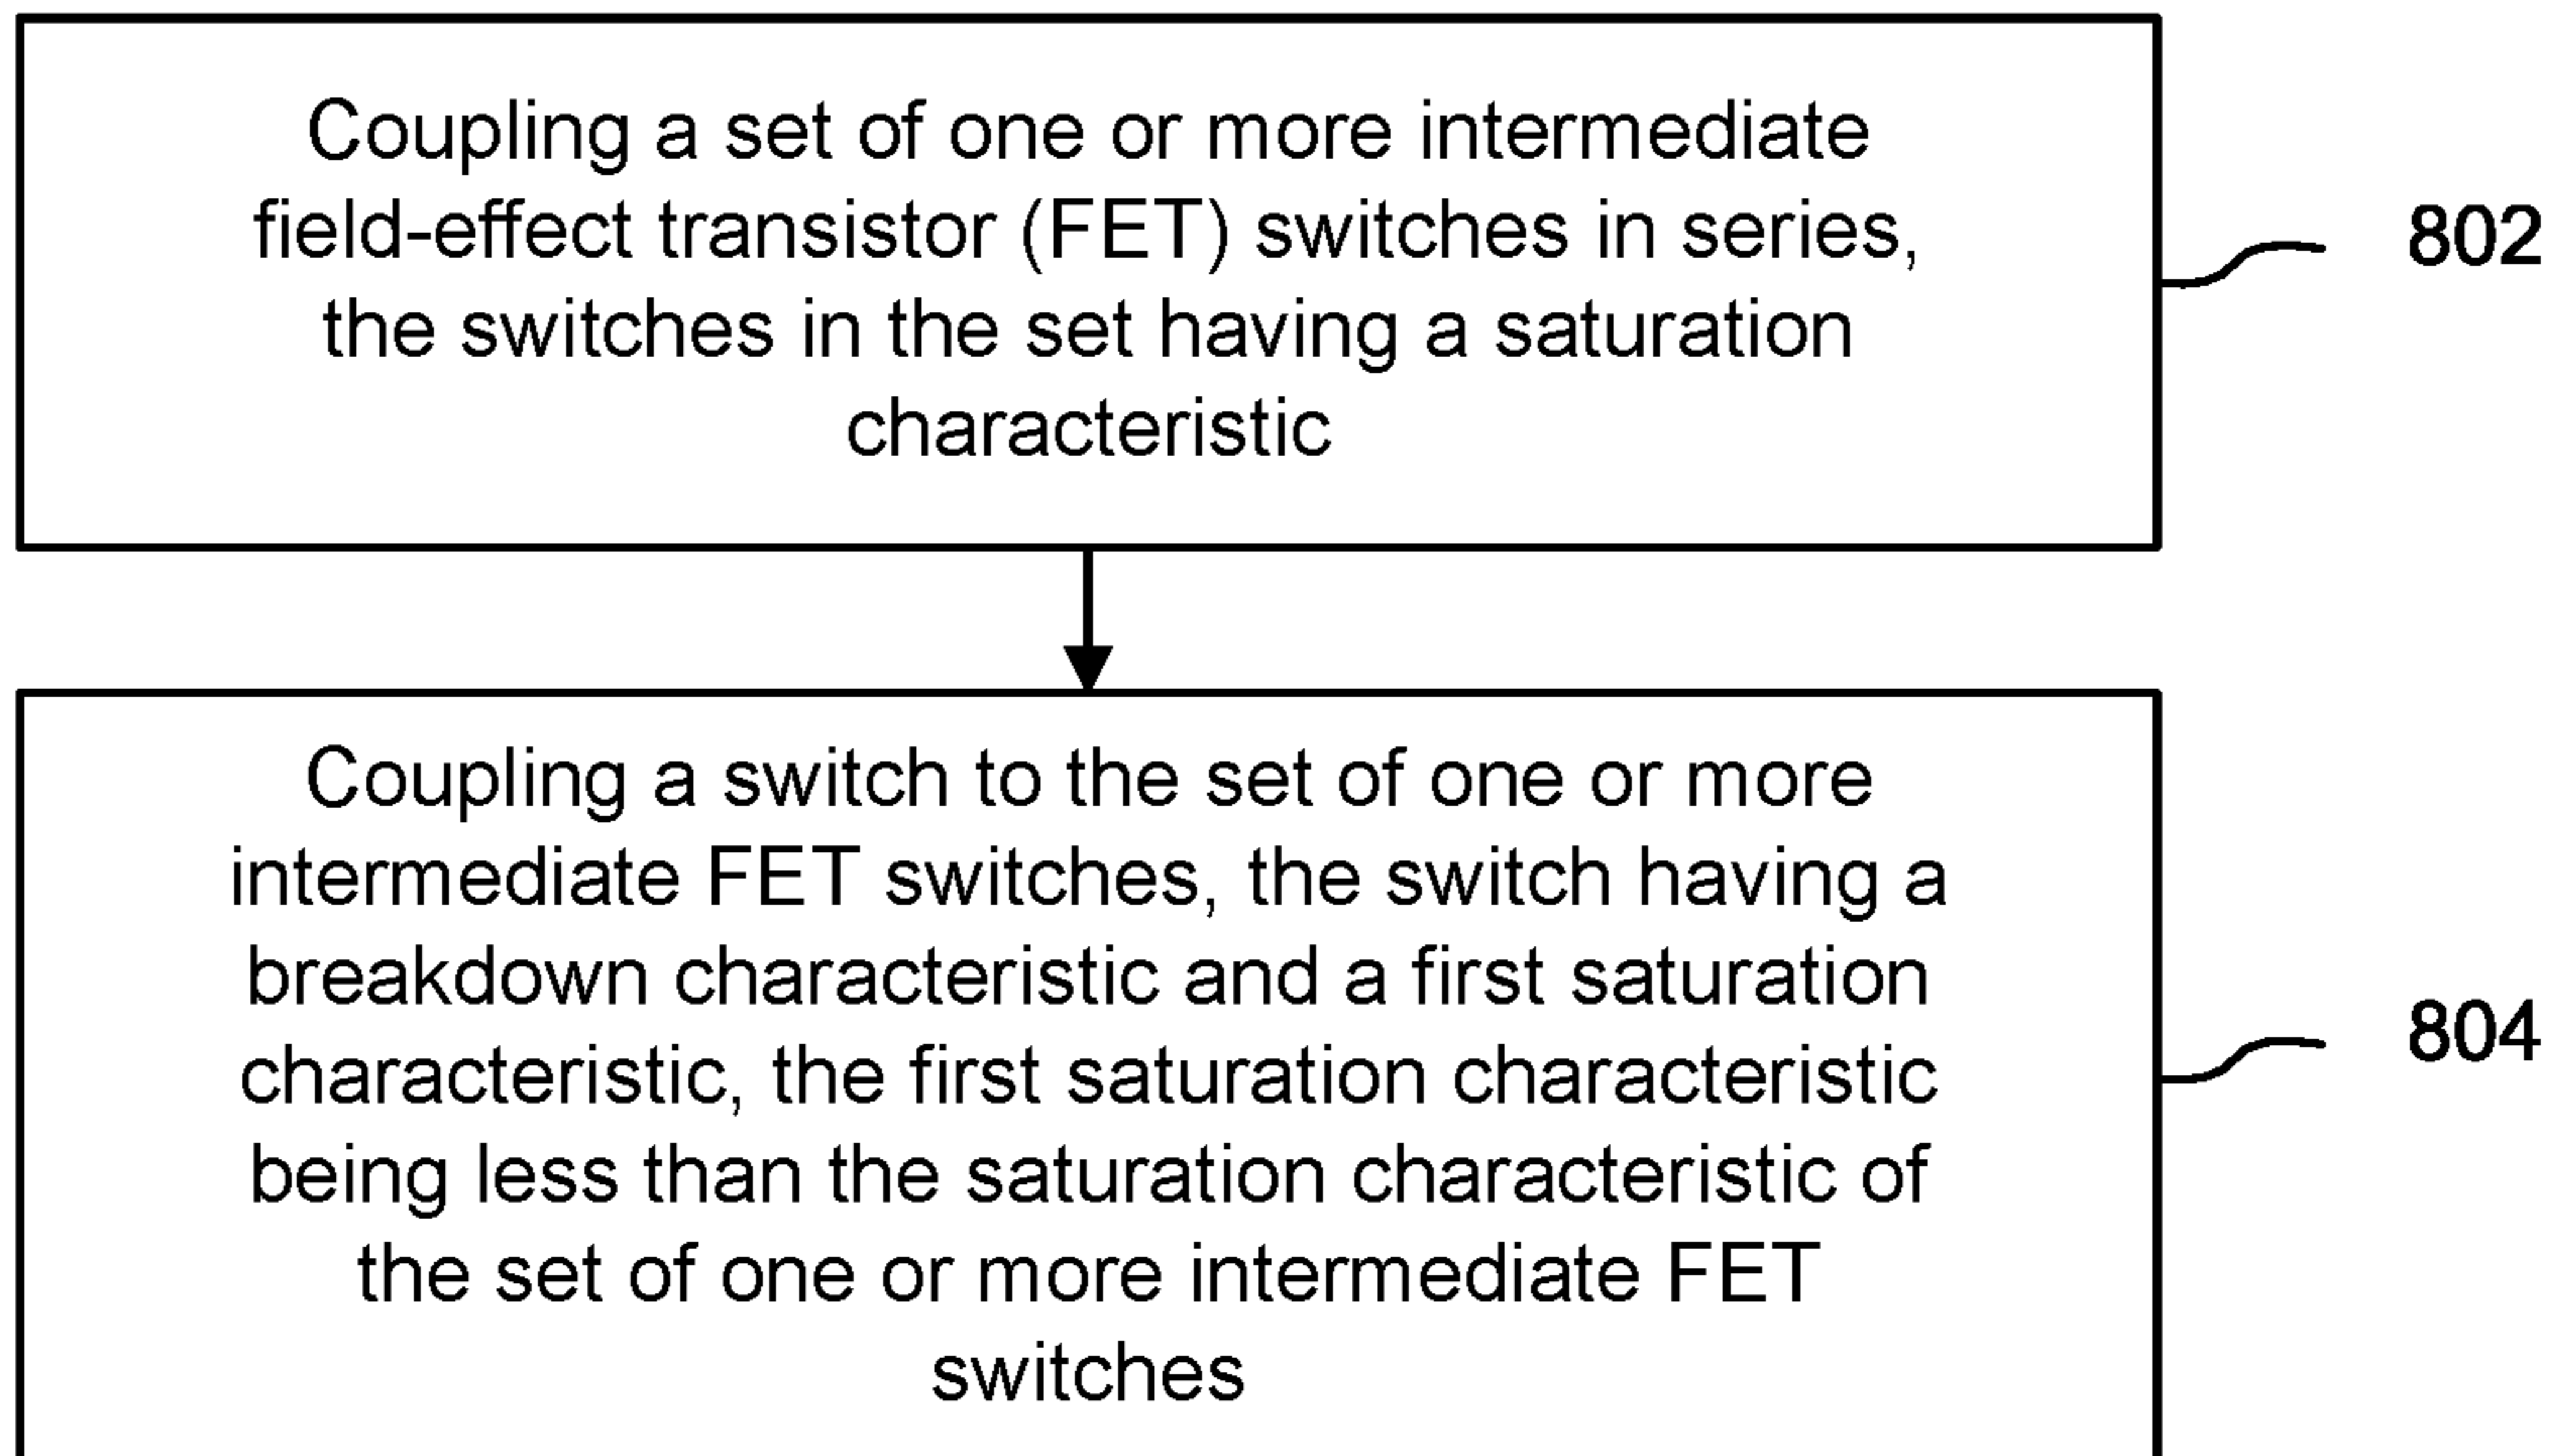 Coupling a set of one or more intermediate
field-effect transistor (FET) switches in series,
the switches in the set having a saturation
characteristic
802
Coupling a switch to the set of one or more
intermediate FET switches, the switch having a
breakdown characteristic and a first saturation
characteristic, the first saturation characteristic
being less than the saturation characteristic of
the set of one or more intermediate FET
switches
804